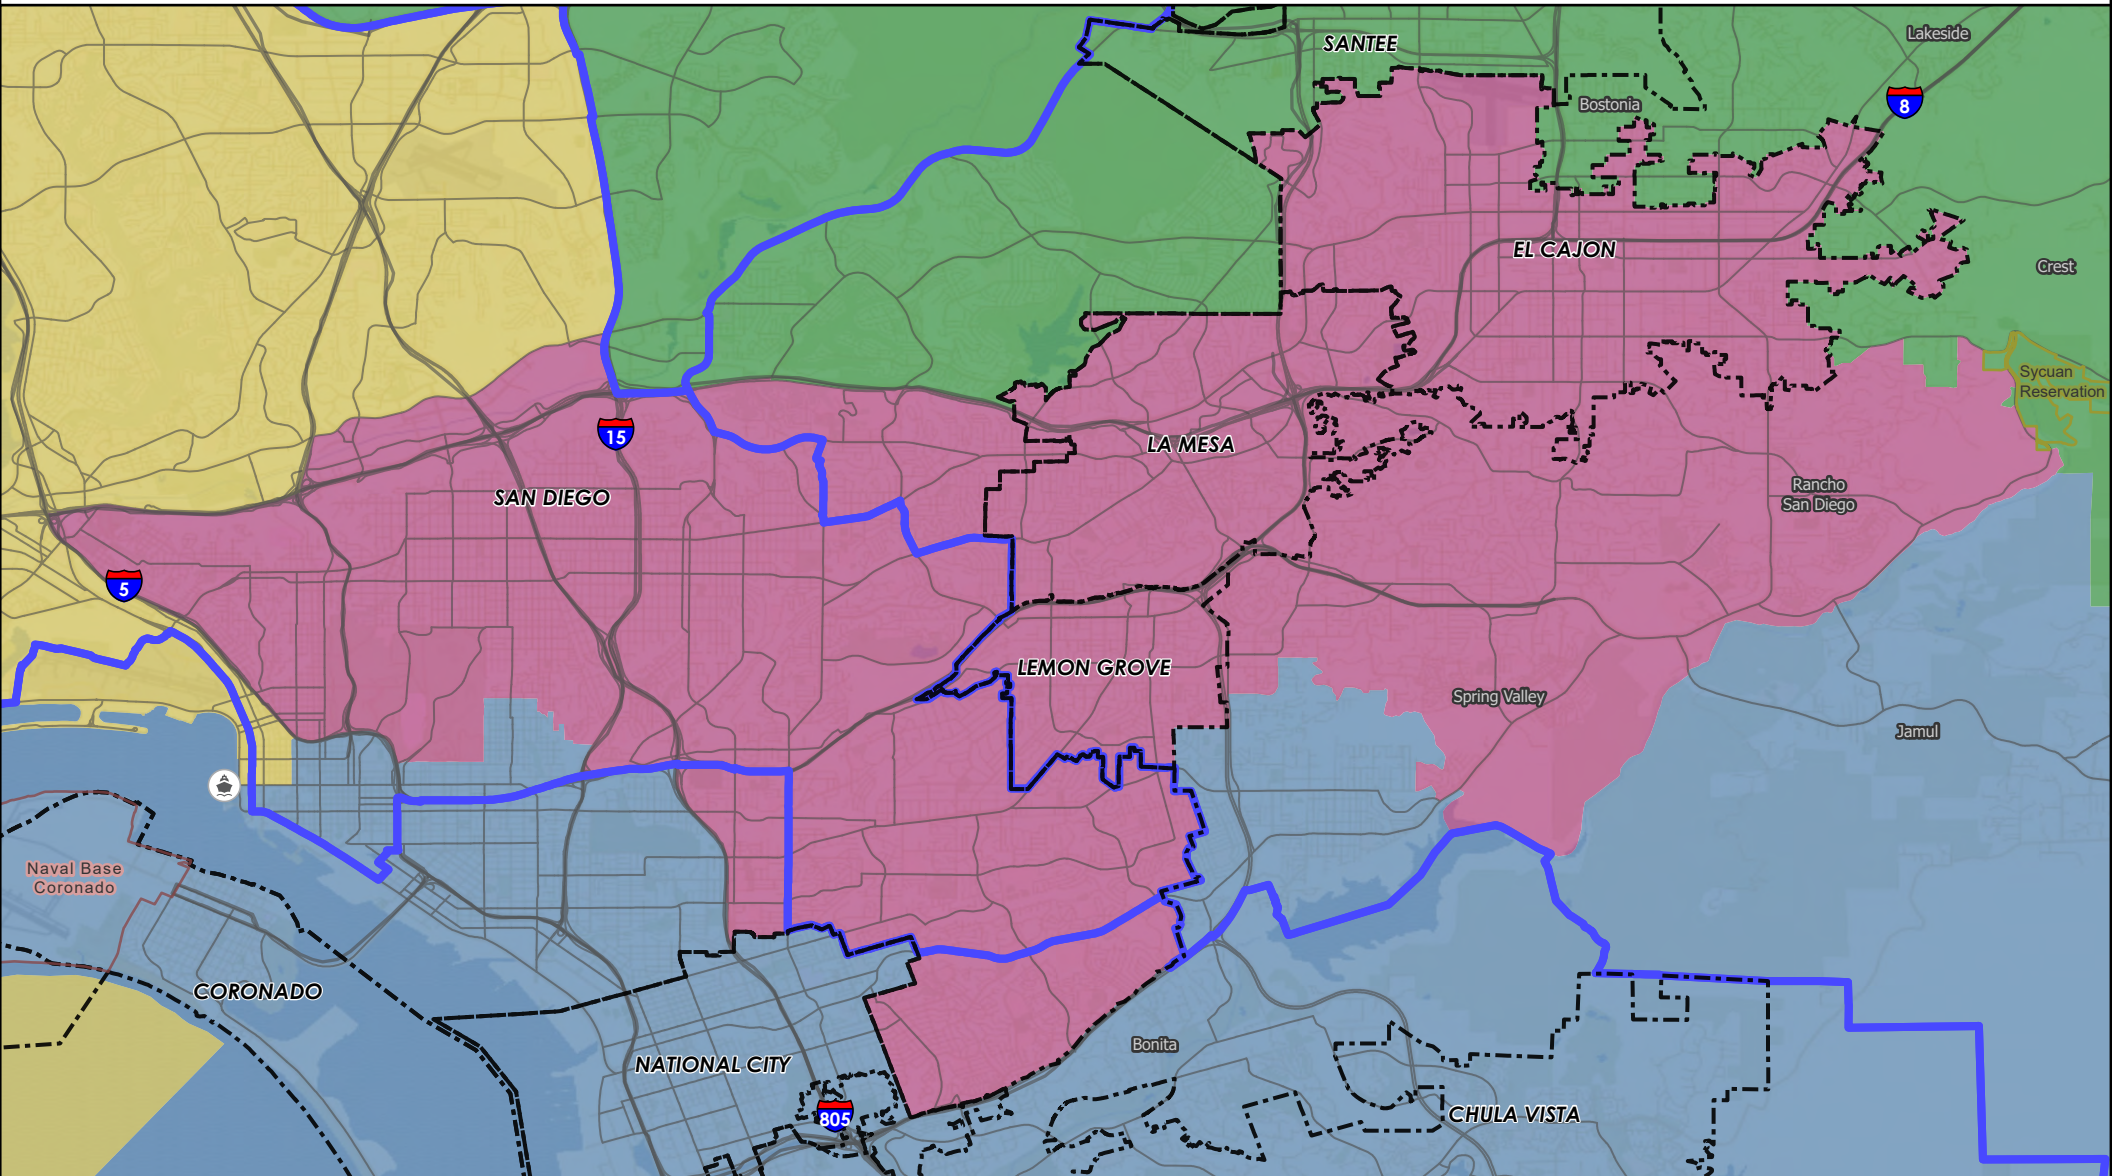 SANTEE
Lakeside
8
Bostonia
EL CAJON
Crest
Sycuan
Reservation
15
LA MESA
SAN DIEGO
Rancho
San Diego
5
LEMON GROVE
Spring Valley
Jamul
Naval Base
Coronado
CORONADO
Bonita
NATIONAL CITY
805
CHULA VISTA